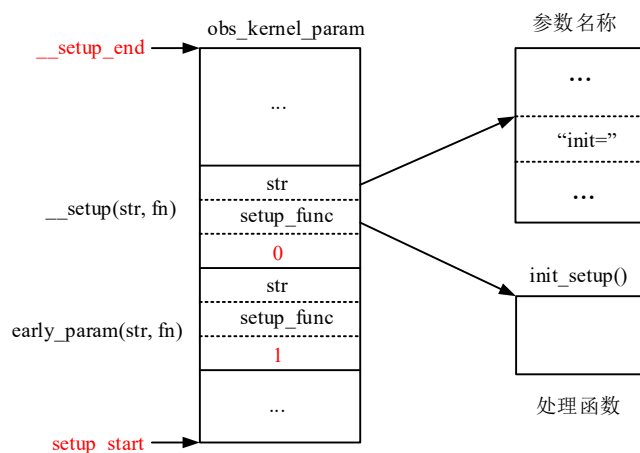 obs_kernel_param
参数名称
__setup_end
...
...
“init=”
...
str
__setup(str, fn)
setup_func
0
init_setup()
str
setup_func
early_param(str, fn)
1
...
处理函数
setup_start